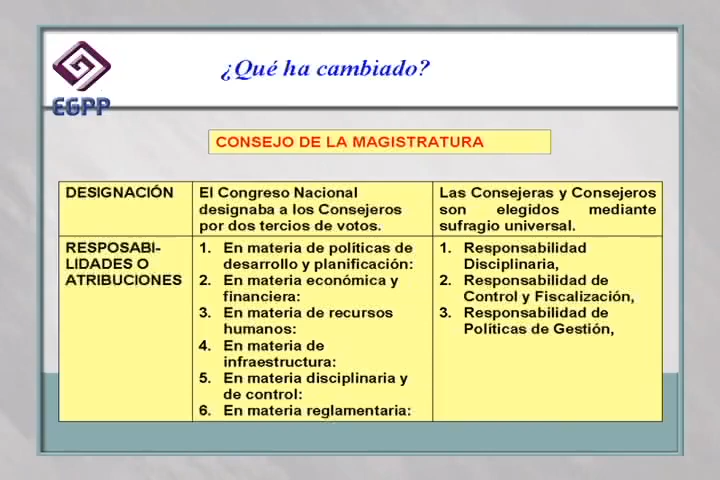 ¿Qué ha cambiado?
EGPP
CONSEJO DE LA MAGISTRATURA
DESIGNACIÓN
El Congreso Nacional
designaba a los Consejeros
por dos tercios de votos.
Las Consejeras y Consejeros
son elegidos mediante
sufragio universal.
RESPOSABI-
LIDADES O
ATRIBUCIONES
1. En materia de políticas de
desarrollo y planificación:
2. En materia económica y
financiera:
3. En materia de recursos
humanos:
4. En materia de
infraestructura:
5. En materia disciplinaria y
de control:
6. En materia reglamentaria:
1. Responsabilidad
Disciplinaria,
2. Responsabilidad de
Control y Fiscalización,
3. Responsabilidad de
Políticas de Gestión,